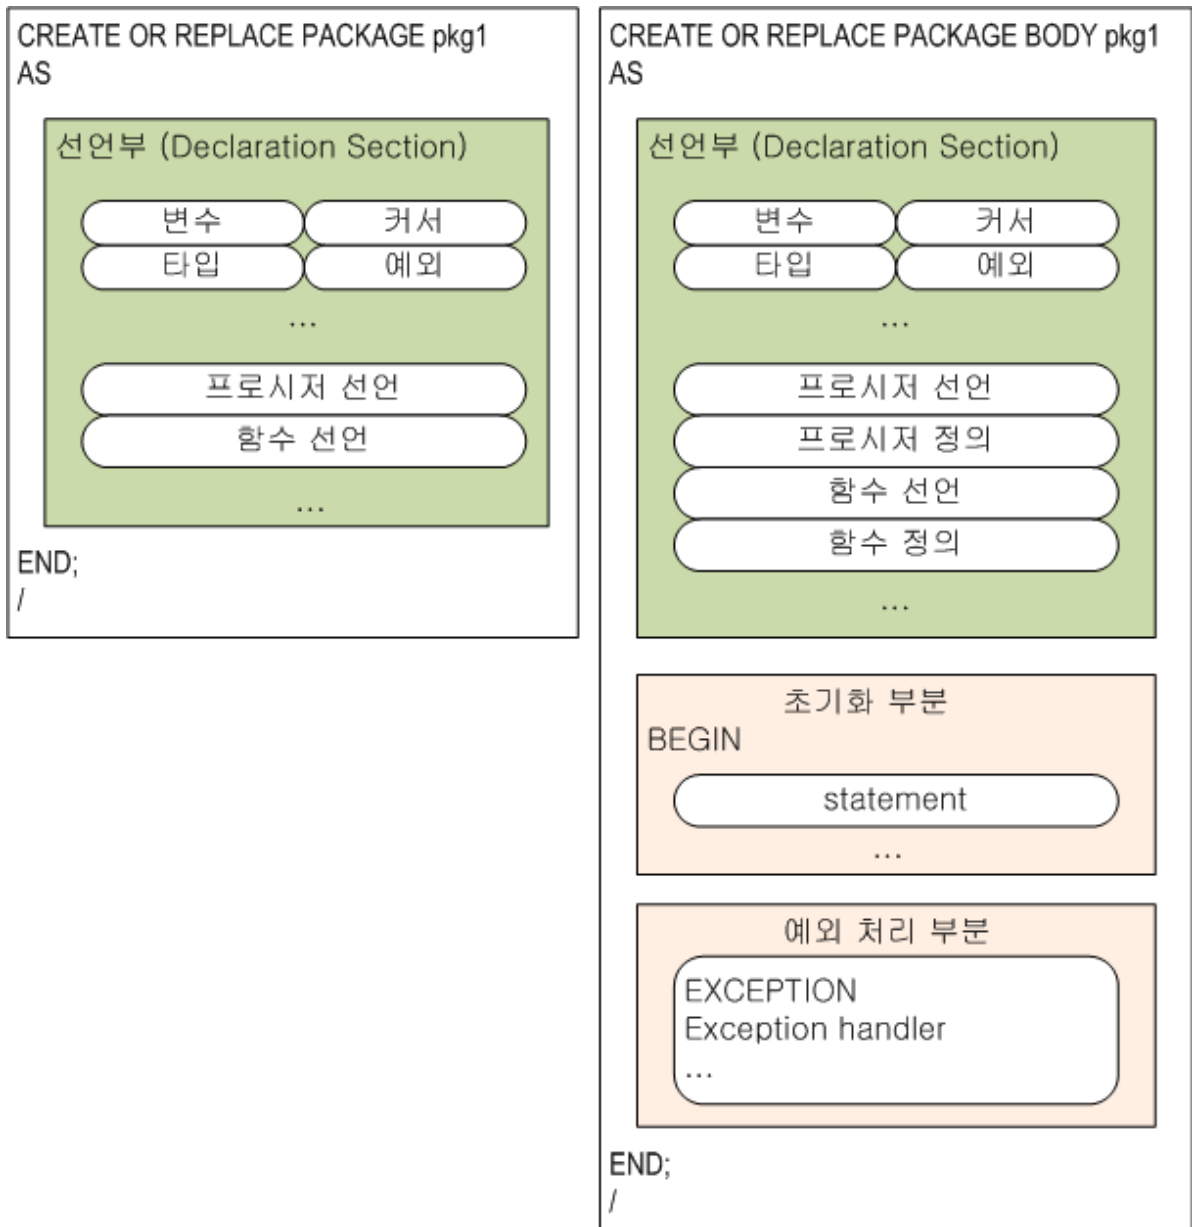 CREATE OR REPLACE PACKAGE pkg1
AS
선언부 (Declaration Section)
변수 커서
타입 예외
...
프로시저 선언
함수 선언
...
END;
/
CREATE OR REPLACE PACKAGE BODY pkg1
AS
선언부 (Declaration Section)
변수 커서
타입 예외
...
프로시저 선언
프로시저 정의
함수 선언
함수 정의
...
초기화 부분
BEGIN
statement
...
예외 처리 부분
EXCEPTION
Exception handler
...
END;
/